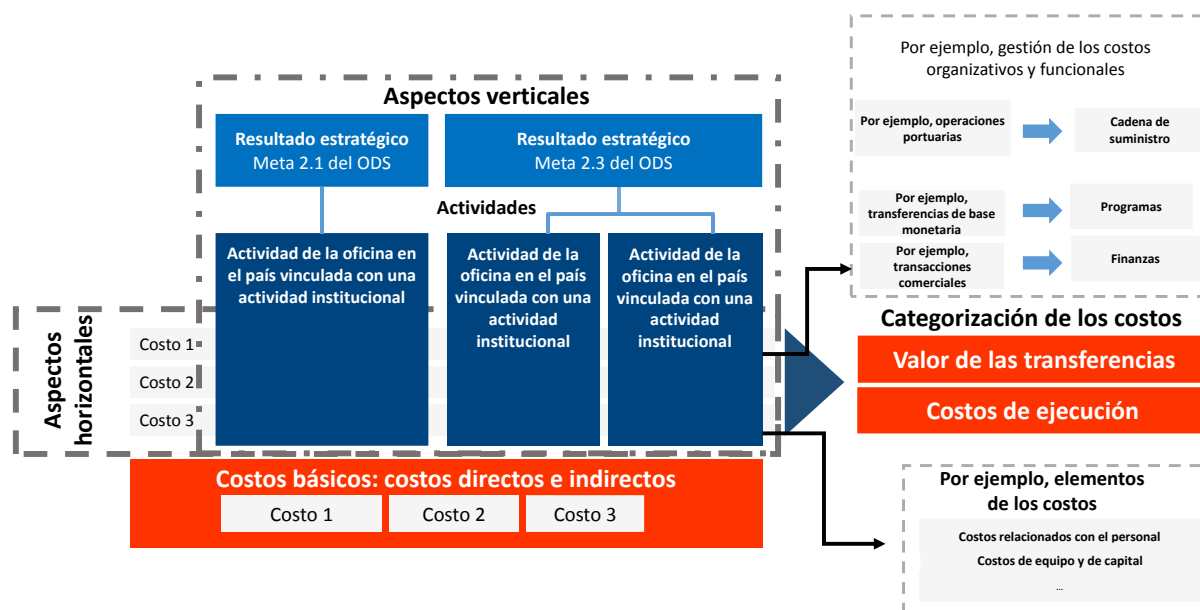 Aspectos verticales
Resultado estratégico
Meta 2.1 del ODS
Resultado estratégico
Meta 2.3 del ODS
Actividades
Actividad de la oficina en
el país vinculada con una
actividad institucional
Actividad de la
oficina en el país
vinculada con una
actividad
institucional
Actividad de la
oficina en el país
vinculada con una
actividad
institucional
Aspectos
horizontales
Costo 1
Costo 2
Costo 3
Costos básicos: costos directos e indirectos
Costo 1
Costo 2
Costo 3
Por ejemplo, gestión de los costos
organizativos y funcionales
Por ejemplo, operaciones
portuarias
Cadena de
suministro
Por ejemplo,
transferencias de base
monetaria
Programas
Por ejemplo,
transacciones
comerciales
Finanzas
Categorización de los costos
Valor de las transferencias
Costos de ejecución
Por ejemplo, elementos
de los costos
Costos relacionados con el personal
Costos de equipo y de capital
...